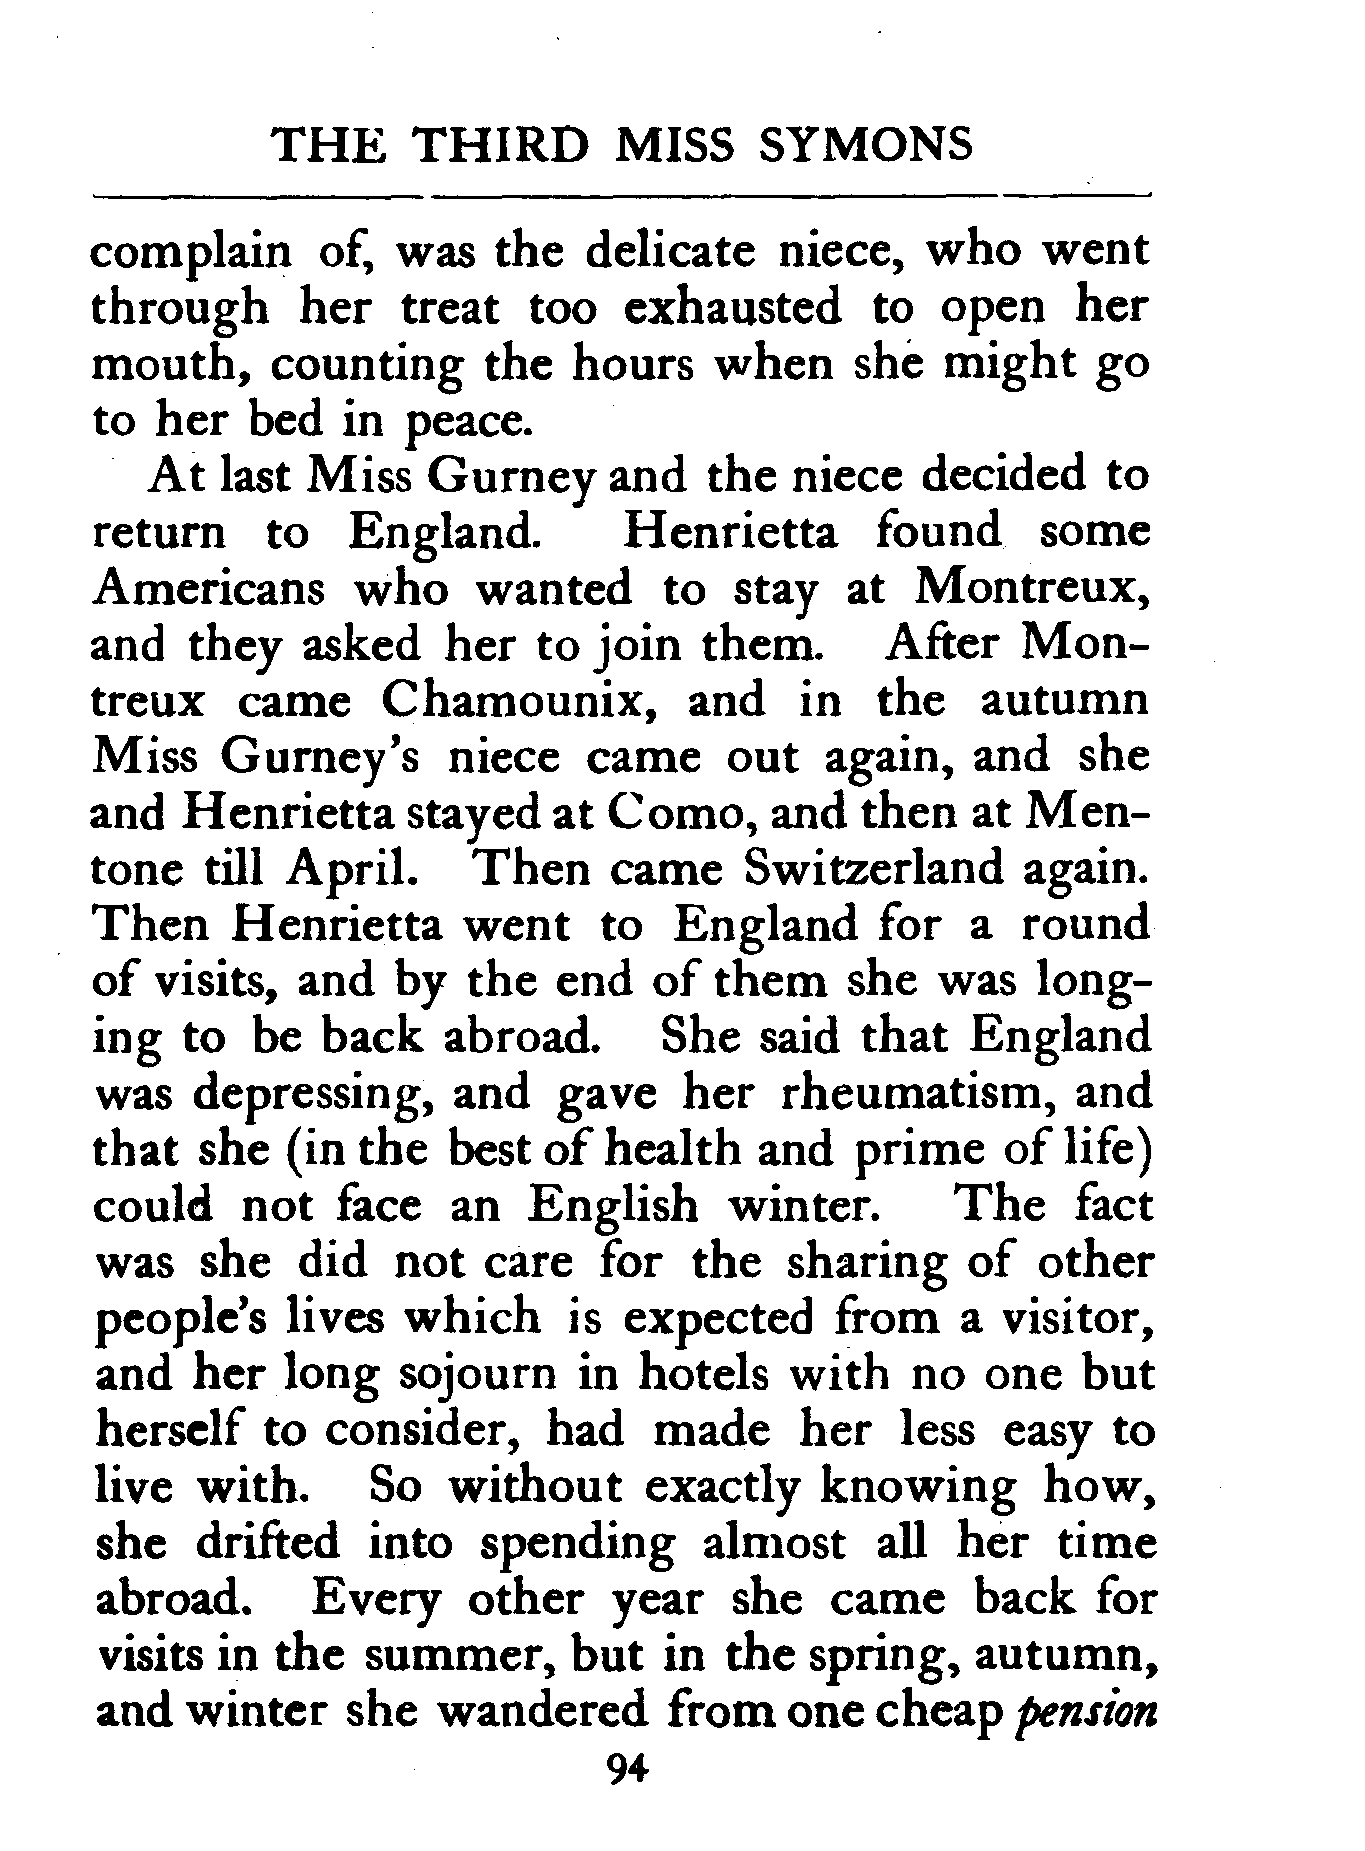 THE THIRD MISS SYMONS
complain of, was the delicate niece, who went
through her treat too exhausted to open her
mouth, counting the hours when she might go
to her bed in peace.
At last Miss Gurney and the niece decided to
return to England. Henrietta found some
Americans who wanted to stay at Montreux,
and they asked her to join them. After Mon-
treux came Chamounix, and in the autumn
Miss Gurney's niece came out again, and she
and Henrietta stayed at Como, and then at Men-
tone till April. Then came Switzerland again.
Then Henrietta went to England for a round
of visits, and by the end of them she was long-
ing to be back abroad. She said that England
was depressing, and gave her rheumatism, and
that she (in the best of health and prime of life)
could not face an English winter. The fact
was she did not care for the sharing of other
people's lives which is expected from a visitor,
and her long sojourn in hotels with no one but
herself to consider, had made her less easy to
live with. So without exactly knowing how,
she drifted into spending almost all her time
abroad. Every other year she came back for
visits in the summer, but in the spring, autumn,
and winter she wandered from one cheap pension
94